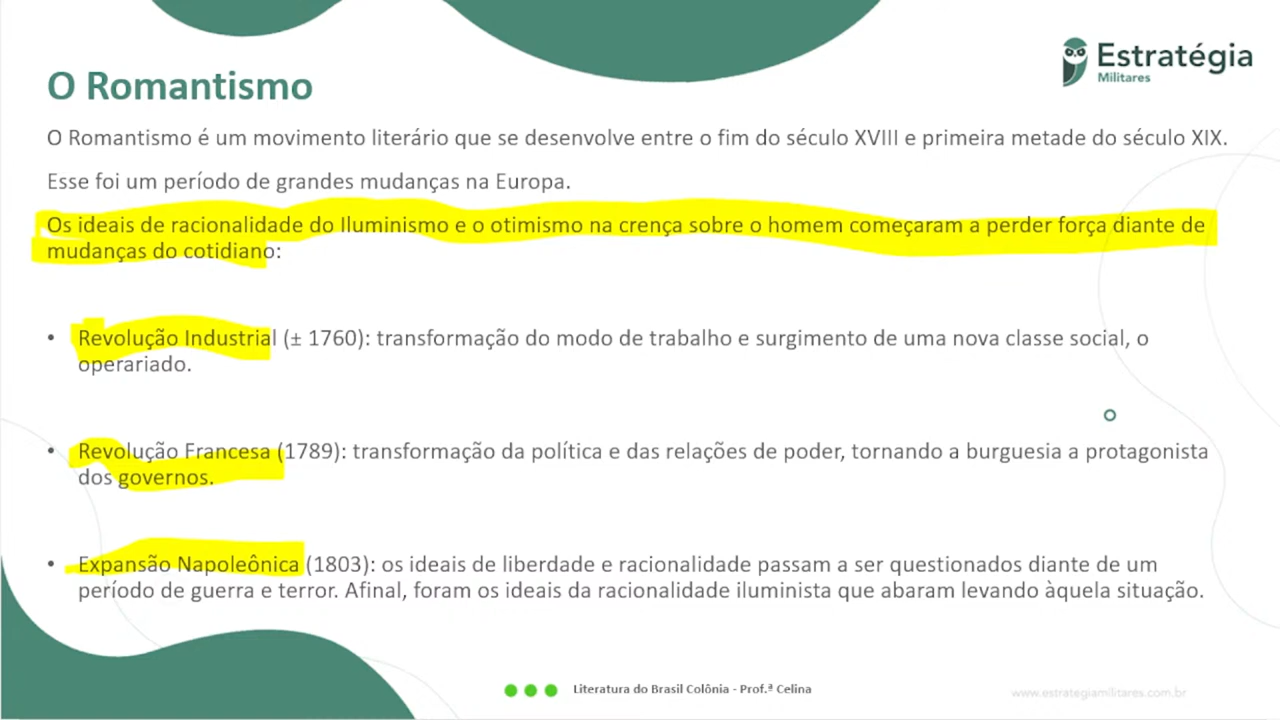 Estratégia
Militares
O Romantismo
O Romantismo é um movimento literário que se desenvolve entre o fim do século XVIII e primeira metade do século XIX.
Esse foi um período de grandes mudanças na Europa.
Os ideais de racionalidade do Iluminismo e o otimismo na crença sobre o homem começaram a perder força diante de
mudanças do cotidiano:
• Revolução Industrial (± 1760): transformação do modo de trabalho e surgimento de uma nova classe social, o
operariado.
• Revolução Francesa (1789): transformação da política e das relações de poder, tornando a burguesia a protagonista
dos governos.
• Expansão Napoleônica (1803): os ideais de liberdade e racionalidade passam a ser questionados diante de um
período de guerra e terror. Afinal, foram os ideais da racionalidade iluminista que abaram levando àquela situação.
Literatura do Brasil Colônia - Prof.ª Celina
www.estrategiamilitares.com.br